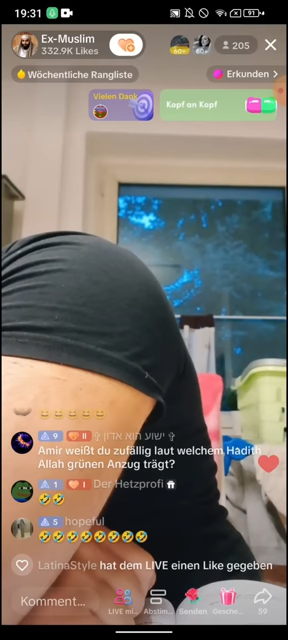 19:31
91
Ex-Muslim
332.9K Likes
205
Wöchentliche Rangliste
Erkunden >
Vielen Dank
Kopf an Kopf
9 II ✞ ישוע הוא אדון ✞
Amir weißt du zufällig laut welchem Hadith
Allah grünen Anzug trägt?
1 I Der Hetzprofi
🤣🤣
5 hopeful
🤣🤣🤣🤣🤣🤣🤣🤣
LatinaStyle hat dem LIVE einen Like gegeben
Komment...
LIVE mi...
Abstim...
Senden
Gesche...
59